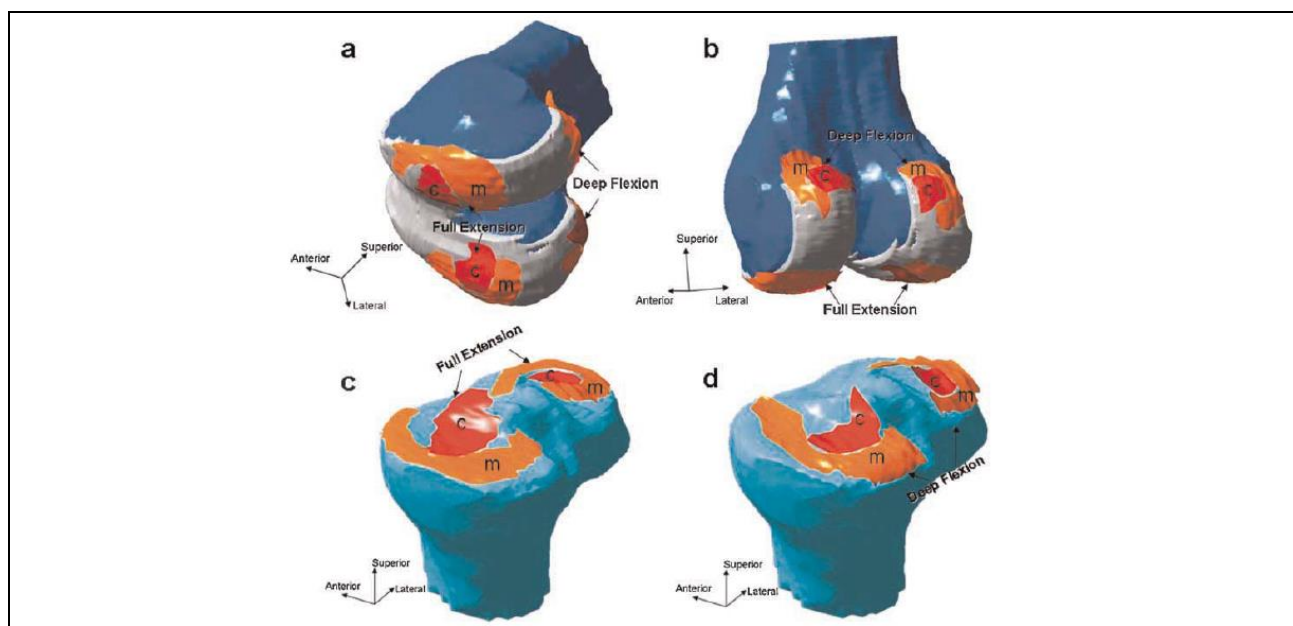 a
c
m
Deep Flexion
Full Extension
c
m
Superior
Anterior
Lateral
b
Deep Flexion
m
c
m
c
Superior
Anterior
Lateral
Full Extension
c
Full Extension
c
m
c
m
Superior
Anterior
Lateral
d
c
m
c
m
Deep Flexion
Superior
Anterior
Lateral